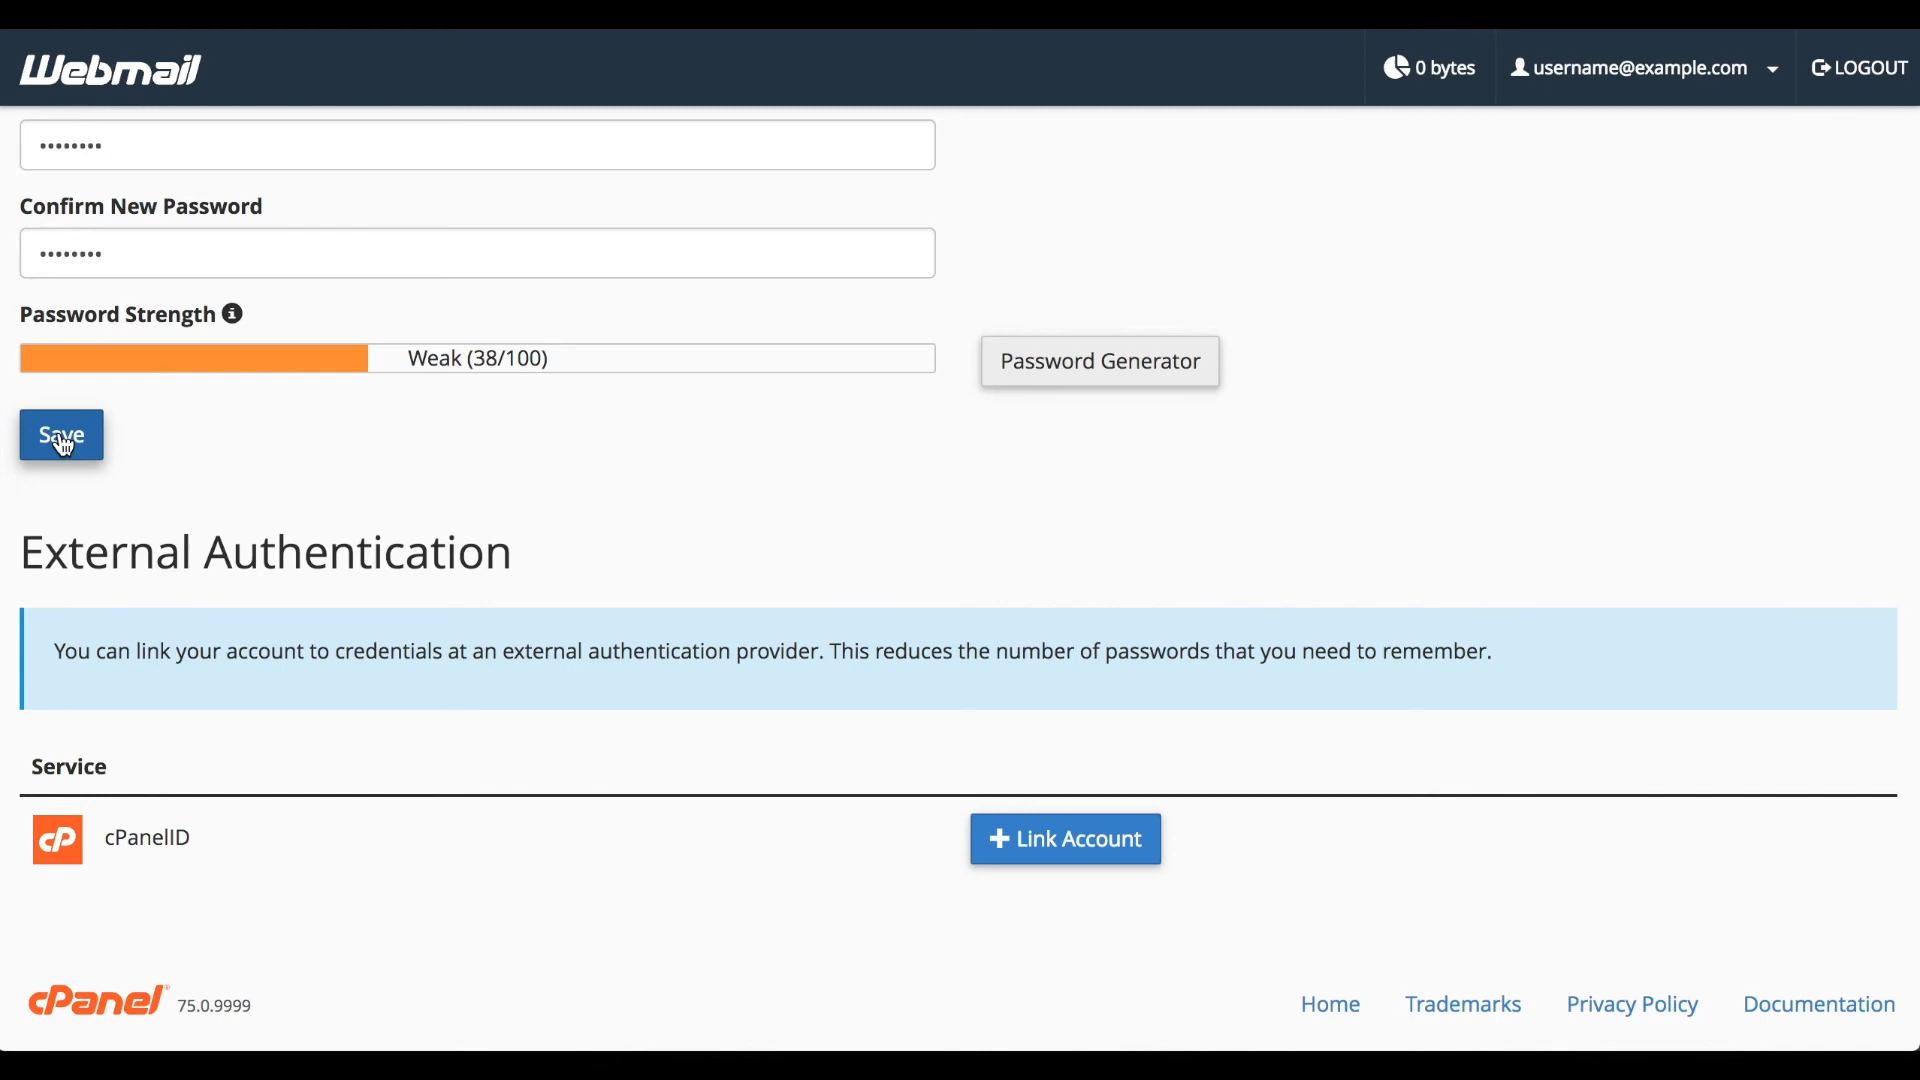 Webmail
0 bytes
username@example.com
LOGOUT
••••••••
Confirm New Password
••••••••
Password Strength
Weak (38/100)
Password Generator
Save
External Authentication
You can link your account to credentials at an external authentication provider. This reduces the number of passwords that you need to remember.
Service
cP
cPanelID
Link Account
cPanel® 75.0.9999
Home
Trademarks
Privacy Policy
Documentation